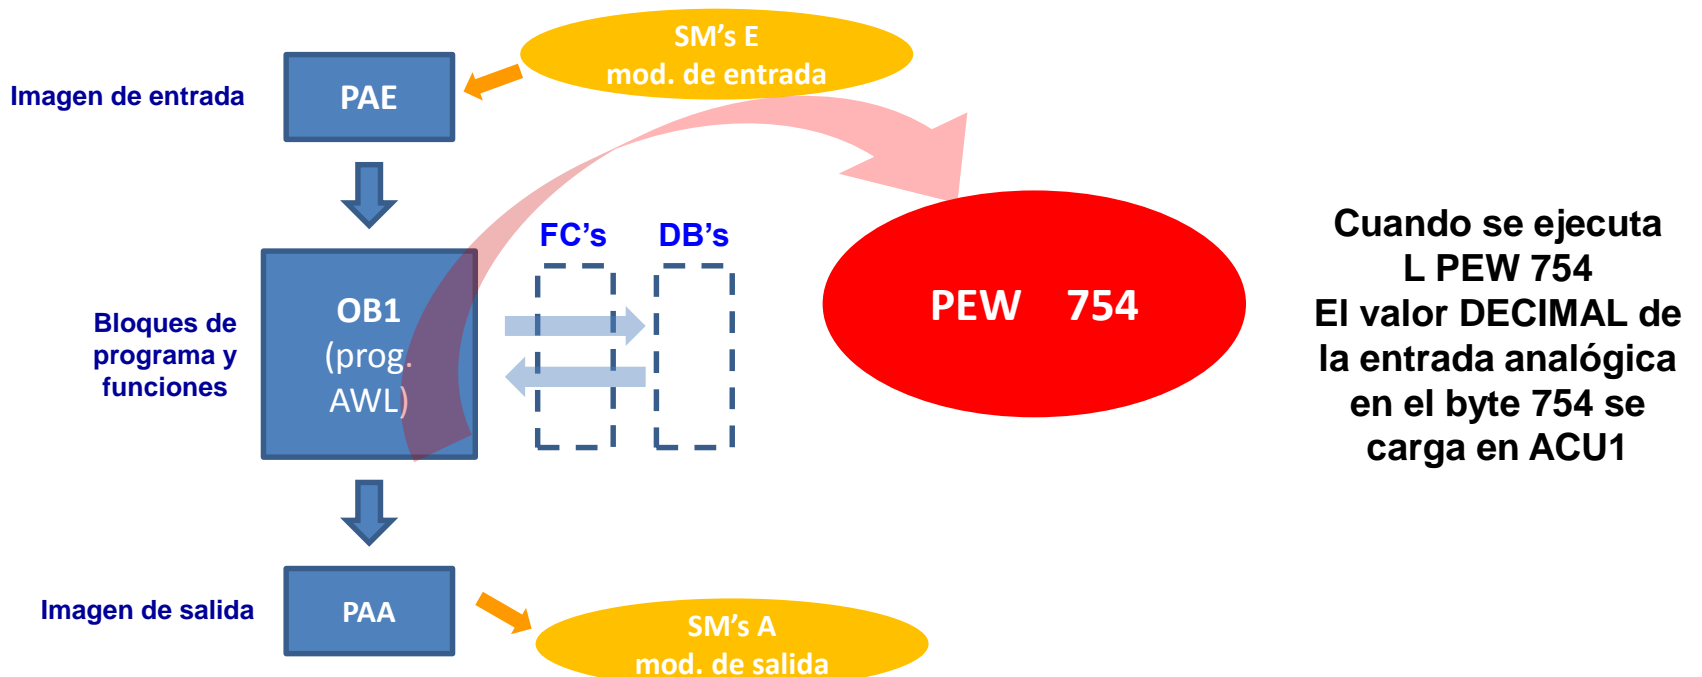 SM's E
mod. de entrada
Imagen de entrada
PAE
FC's
DB's
Bloques de
programa y
funciones
OB1
(prog.
AWL)
PEW 754
Cuando se ejecuta
L PEW 754
El valor DECIMAL de
la entrada analógica
en el byte 754 se
carga en ACU1
Imagen de salida
PAA
SM's A
mod. de salida